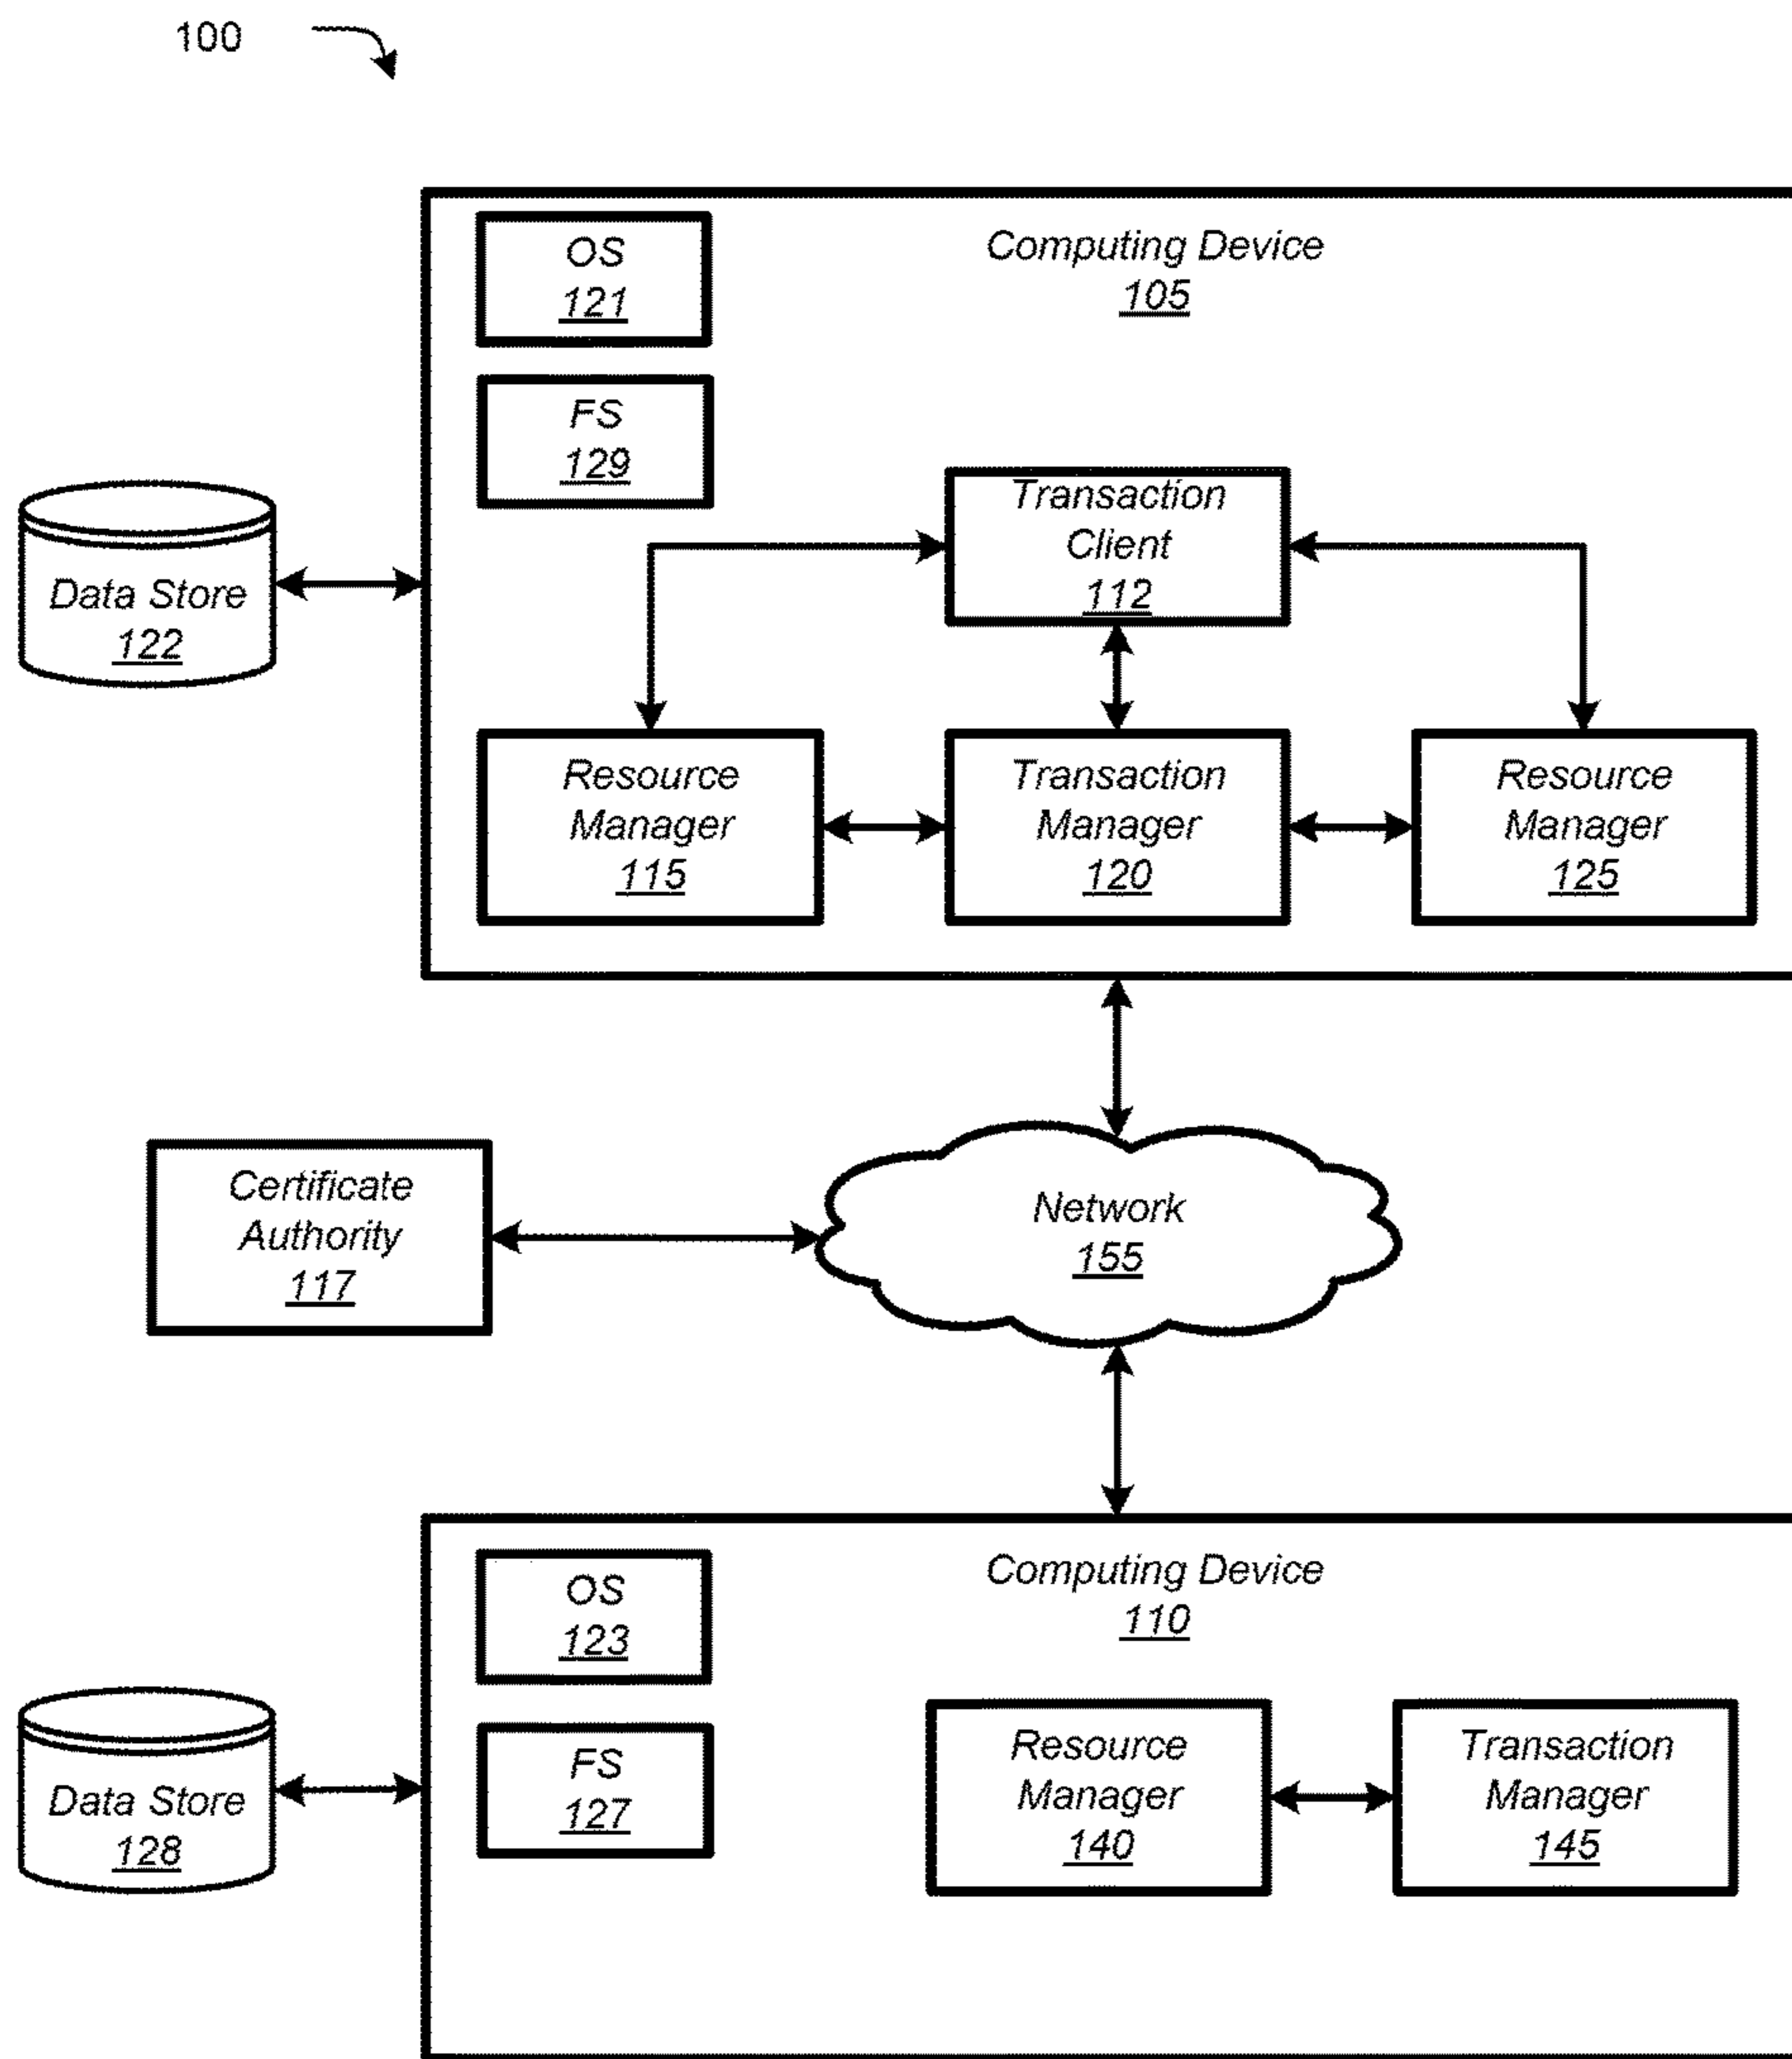 100
OS
121
Computing Device
105
FS
129
Transaction
Client
112
Data Store
122
Resource
Manager
115
Transaction
Manager
120
Resource
Manager
125
Certificate
Authority
117
Network
155
OS
123
Computing Device
110
FS
127
Resource
Manager
140
Transaction
Manager
145
Data Store
128